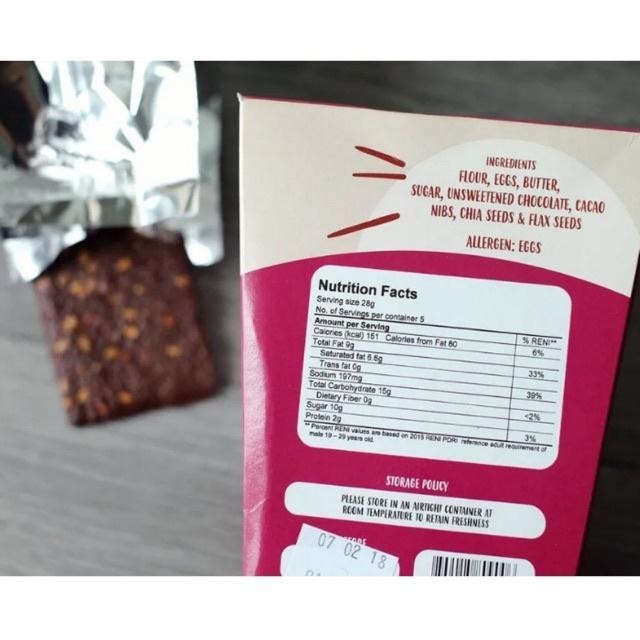 INGREDIENTS
FLOUR, EGGS, BUTTER,
SUGAR, UNSWEETENED CHOCOLATE, CACAO
NIBS, CHIA SEEDS & FLAX SEEDS
ALLERGEN: EGGS
Nutrition Facts
Serving size 28g
No. of Servings per container 5
Amount per Serving
% RENI**
Calories (kcal) 151 Calories from Fat 80
6%
Total Fat 9g
Saturated fat 6.6g
33%
Trans fat 0g
Sodium 197mg
39%
Total Carbohydrate 15g
Dietary Fiber 0g
<2%
Sugar 10g
Protein 2g
3%
** Percent RENI values are based on 2015 RENI PDRI reference adult requirement of
male 19 - 29 years old.
STORAGE POLICY
PLEASE STORE IN AN AIRTIGHT CONTAINER AT
ROOM TEMPERATURE TO RETAIN FRESHNESS
07 02 18